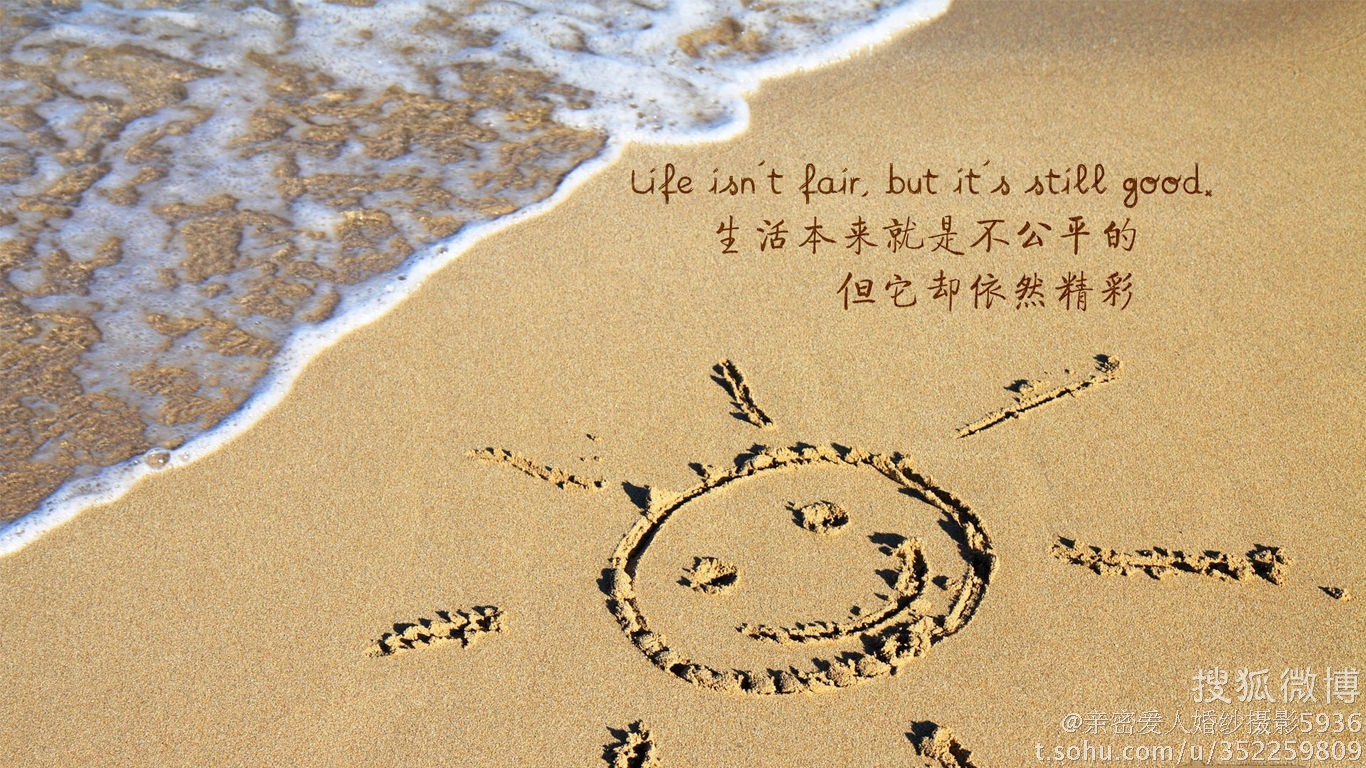 Life isn't fair, but it's still good.
生活本来就是不公平的
但它却依然精彩
搜狐微博
@亲密爱人婚纱摄影5936
t.sohu.com/u/352259809